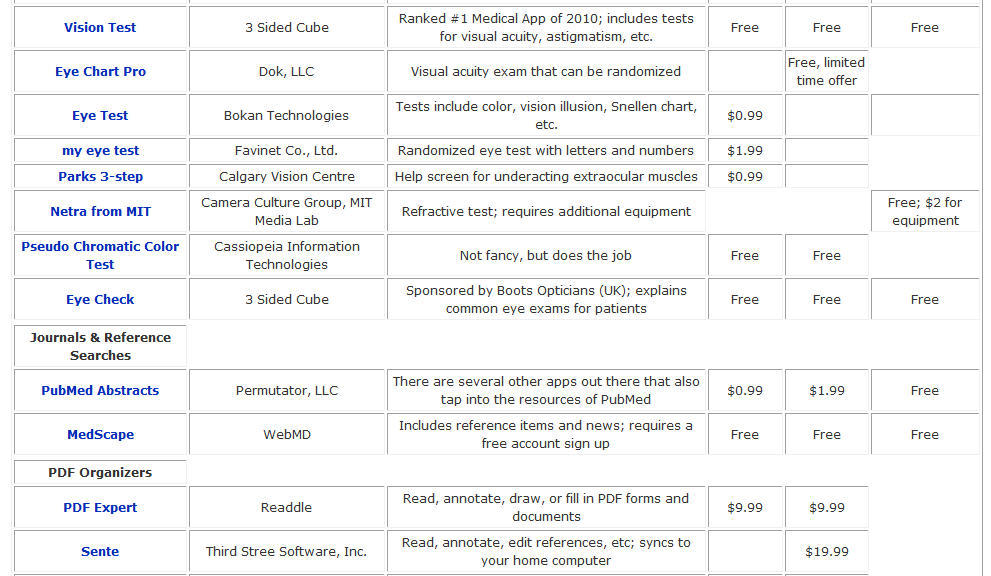 Vision Test 3 Sided Cube Ranked #1 Medical App of 2010; includes tests for visual acuity, astigmatism, etc. Free Free Free
Eye Chart Pro Dok, LLC Visual acuity exam that can be randomized Free, limited time offer
Eye Test Bokan Technologies Tests include color, vision illusion, Snellen chart, etc. $0.99
my eye test Favinet Co., Ltd. Randomized eye test with letters and numbers $1.99
Parks 3-step Calgary Vision Centre Help screen for underacting extraocular muscles $0.99
Netra from MIT Camera Culture Group, MIT Media Lab Refractive test; requires additional equipment Free; $2 for equipment
Pseudo Chromatic Color Test Cassiopeia Information Technologies Not fancy, but does the job Free Free
Eye Check 3 Sided Cube Sponsored by Boots Opticians (UK); explains common eye exams for patients Free Free Free
Journals & Reference Searches
PubMed Abstracts Permutator, LLC There are several other apps out there that also tap into the resources of PubMed $0.99 $1.99 Free
MedScape WebMD Includes reference items and news; requires a free account sign up Free Free Free
PDF Organizers
PDF Expert Readdle Read, annotate, draw, or fill in PDF forms and documents $9.99 $9.99
Sente Third Stree Software, Inc. Read, annotate, edit references, etc; syncs to your home computer $19.99